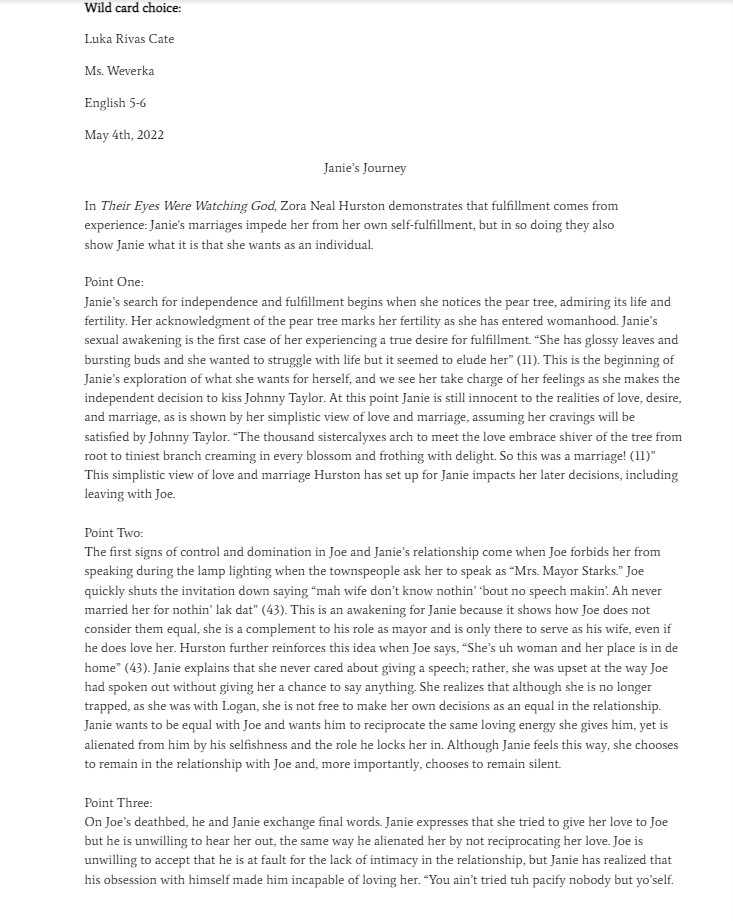 Wild card choice:
Luka Rivas Cate
Ms. Weverka
English 5-6
May 4th, 2022
Janie's Journey
In Their Eyes Were Watching God, Zora Neal Hurston demonstrates that fulfillment comes from
experience: Janie's marriages impede her from her own self-fulfillment, but in so doing they also
show Janie what it is that she wants as an individual.
Point One:
Janie's search for independence and fulfillment begins when she notices the pear tree, admiring its life and
fertility. Her acknowledgment of the pear tree marks her fertility as she has entered womanhood. Janie's
sexual awakening is the first case of her experiencing a true desire for fulfillment. “She has glossy leaves and
bursting buds and she wanted to struggle with life but it seemed to elude her” (11). This is the beginning of
Janie's exploration of what she wants for herself, and we see her take charge of her feelings as she makes the
independent decision to kiss Johnny Taylor. At this point Janie is still innocent to the realities of love, desire,
and marriage, as is shown by her simplistic view of love and marriage, assuming her cravings will be
satisfied by Johnny Taylor. “The thousand sistercalyxes arch to meet the love embrace shiver of the tree from
root to tiniest branch creaming in every blossom and frothing with delight. So this was a marriage! (11)”
This simplistic view of love and marriage Hurston has set up for Janie impacts her later decisions, including
leaving with Joe.
Point Two:
The first signs of control and domination in Joe and Janie's relationship come when Joe forbids her from
speaking during the lamp lighting when the townspeople ask her to speak as “Mrs. Mayor Starks.” Joe
quickly shuts the invitation down saying “mah wife don't know nothin' ‘bout no speech makin'. Ah never
married her for nothin' lak dat” (43). This is an awakening for Janie because it shows how Joe does not
consider them equal, she is a complement to his role as mayor and is only there to serve as his wife, even if
he does love her. Hurston further reinforces this idea when Joe says, “She's uh woman and her place is in de
home” (43). Janie explains that she never cared about giving a speech; rather, she was upset at the way Joe
had spoken out without giving her a chance to say anything. She realizes that although she is no longer
trapped, as she was with Logan, she is not free to make her own decisions as an equal in the relationship.
Janie wants to be equal with Joe and wants him to reciprocate the same loving energy she gives him, yet is
alienated from him by his selfishness and the role he locks her in. Although Janie feels this way, she chooses
to remain in the relationship with Joe and, more importantly, chooses to remain silent.
Point Three:
On Joe's deathbed, he and Janie exchange final words. Janie expresses that she tried to give her love to Joe
but he is unwilling to hear her out, the same way he alienated her by not reciprocating her love. Joe is
unwilling to accept that he is at fault for the lack of intimacy in the relationship, but Janie has realized that
his obsession with himself made him incapable of loving her. “You ain't tried tuh pacify nobody but yo'self.